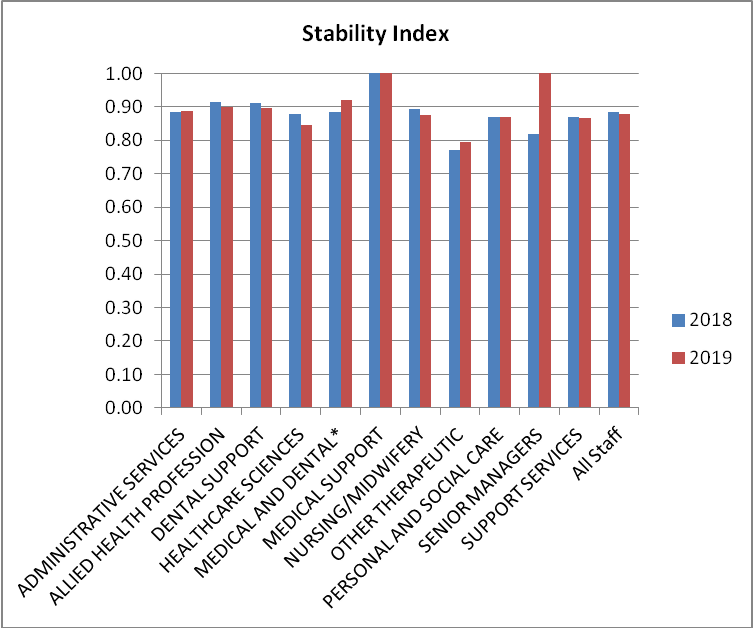 Stability Index
1.00
0.90
0.80
0.70
0.60
0.50
0.40
0.30
0.20
0.10
0.00
2018
2019
ADMINISTRATIVE SERVICES
ALLIED HEALTH PROFESSION
DENTAL SUPPORT
HEALTHCARE SCIENCES
MEDICAL AND DENTAL*
MEDICAL SUPPORT
NURSING/MIDWIFERY
OTHER THERAPEUTIC
PERSONAL AND SOCIAL CARE
SENIOR MANAGERS
SUPPORT SERVICES
All Staff